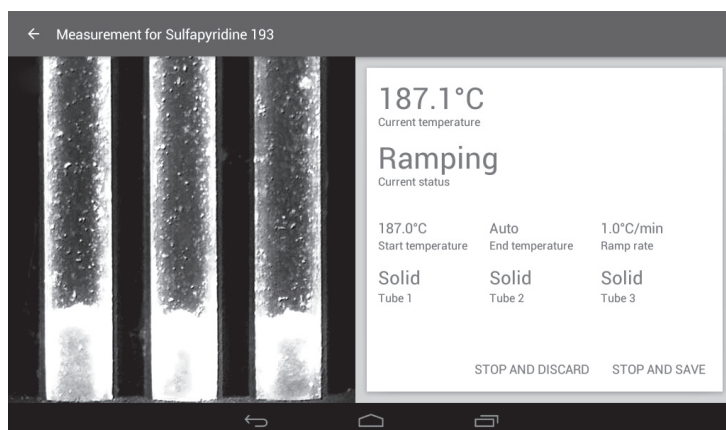 Measurement for Sulfapyridine 193
187.1°C
Current temperature
Ramping
Current status
187.0°C Auto 1.0°C/min
Start temperature End temperature Ramp rate
Solid Solid Solid
Tube 1 Tube 2 Tube 3
STOP AND DISCARD STOP AND SAVE